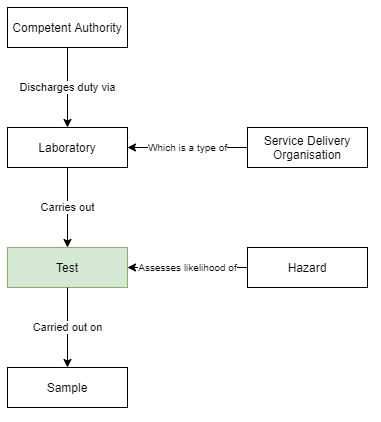 Competent Authority
Discharges duty via
Laboratory
Which is a type of
Service Delivery
Organisation
Carries out
Test
Assesses likelihood of
Hazard
Carried out on
Sample